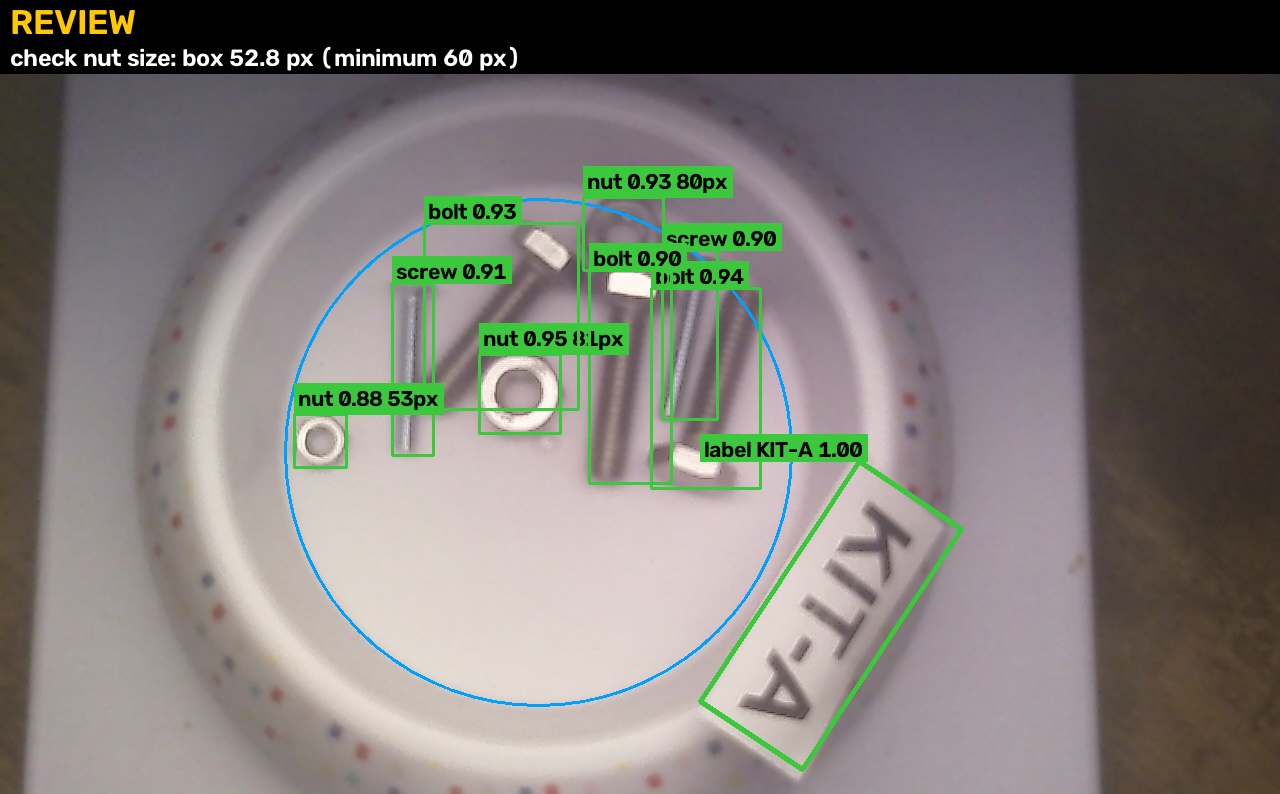 REVIEW
check nut size: box 52.8 px (minimum 60 px)
nut 0.93 80px
bolt 0.93
screw 0.90
bolt 0.90
screw 0.91
bolt 0.94
nut 0.95 81px
nut 0.88 53px
label KIT-A 1.00
KIT-A